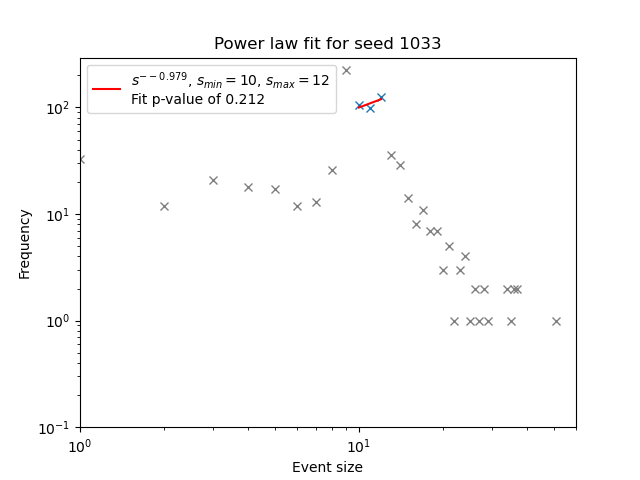 Power law fit for seed 1033
s^{--0.979}, s_{min} = 10, s_{max} = 12
Fit p-value of 0.212
Frequency
10^2
10^1
10^0
10^{-1}
10^0
10^1
Event size